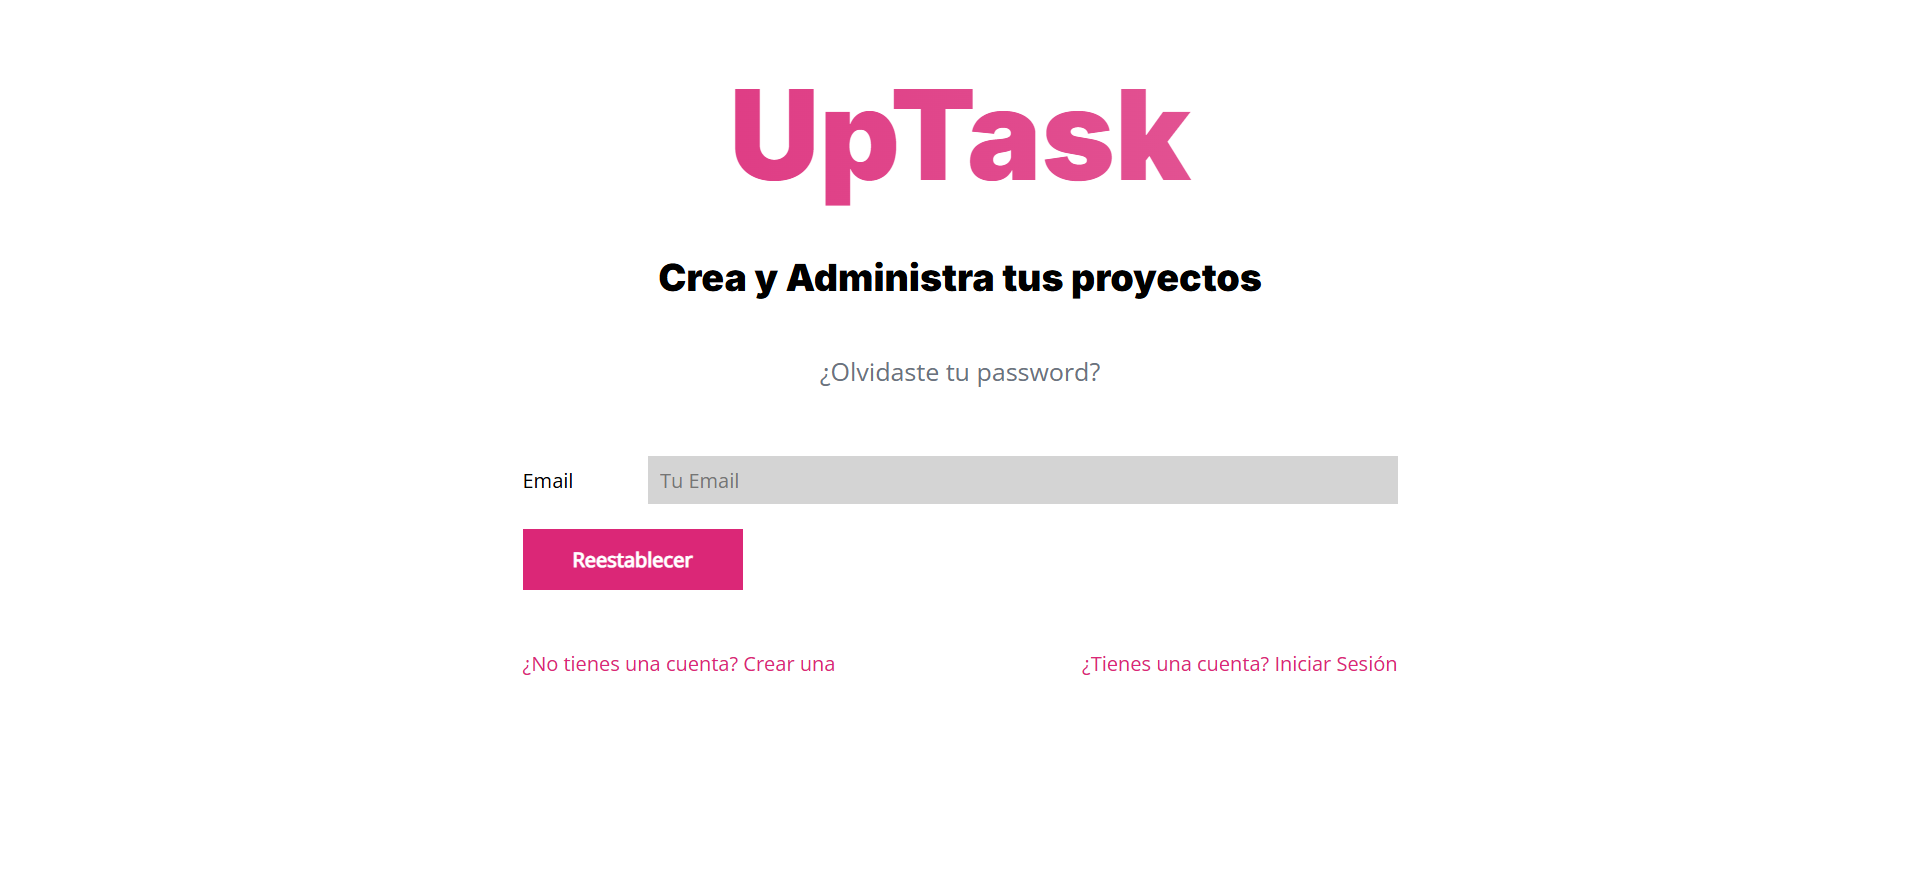 UpTask
Crea y Administra tus proyectos
¿Olvidaste tu password?
Email
Tu Email
Reestablecer
¿No tienes una cuenta? Crear una
¿Tienes una cuenta? Iniciar Sesión